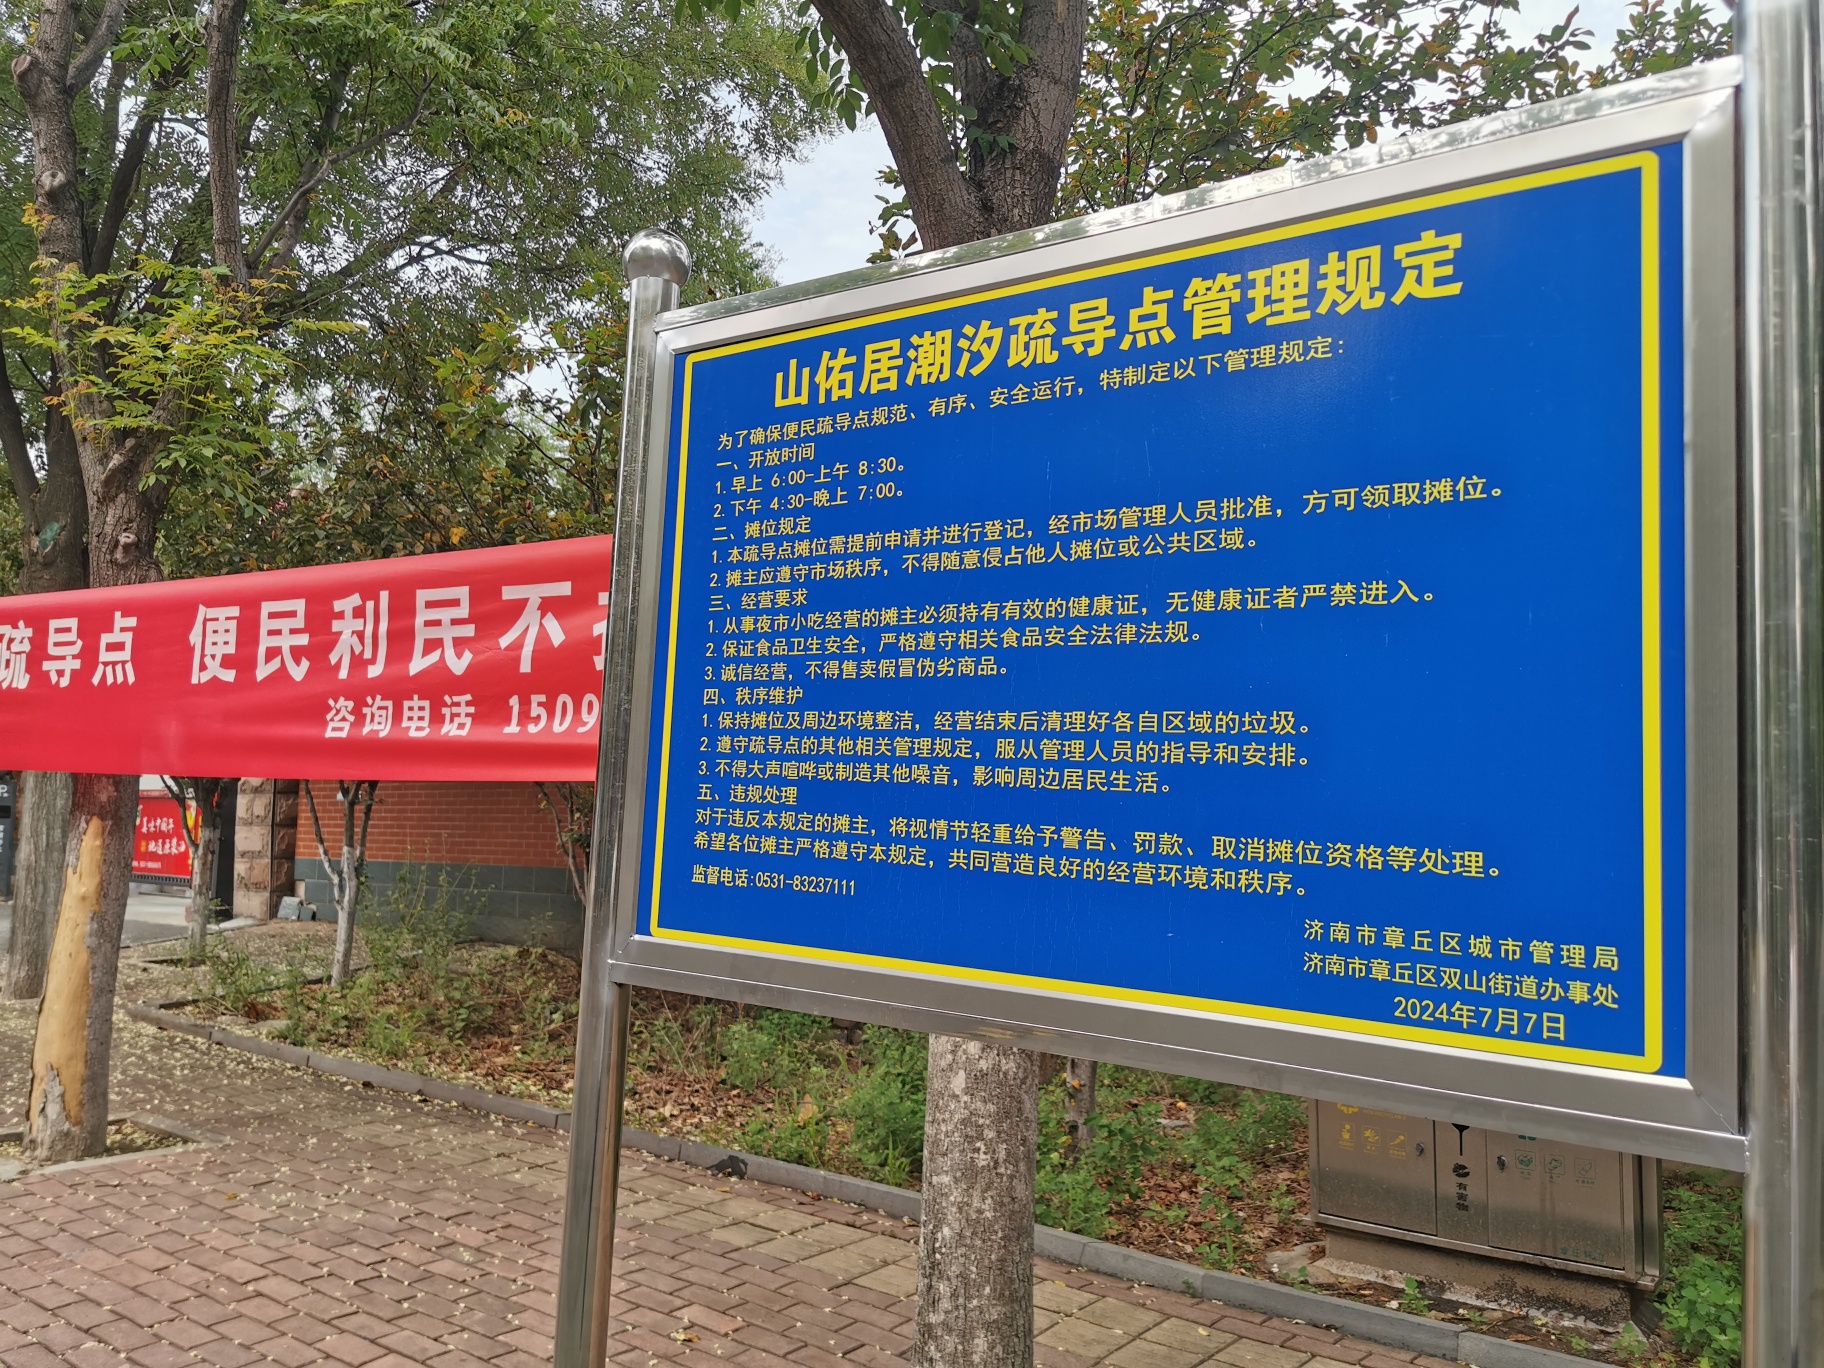 山佑居潮汐疏导点管理规定
为了确保便民疏导点规范、有序、安全运行，特制定以下管理规定：
一、开放时间
1.早上 6:00-上午 8:30。
2.下午 4:30-晚上 7:00。
二、摊位规定
1.本疏导点摊位需提前申请并进行登记，经市场管理人员批准，方可领取摊位。
2.摊主应遵守市场秩序，不得随意侵占他人摊位或公共区域。
三、经营要求
1.从事夜市小吃经营的摊主必须持有有效的健康证，无健康证者严禁进入。
2.保证食品卫生安全，严格遵守相关食品安全法律法规。
3.诚信经营，不得售卖假冒伪劣商品。
四、秩序维护
1.保持摊位及周边环境整洁，经营结束后清理好各自区域的垃圾。
2.遵守疏导点的其他相关管理规定，服从管理人员的指导和安排。
3.不得大声喧哗或制造其他噪音，影响周边居民生活。
五、违规处理
对于违反本规定的摊主，将视情节轻重给予警告、罚款、取消摊位资格等处理。
希望各位摊主严格遵守本规定，共同营造良好的经营环境和秩序。
监督电话:0531-83237111
济南市章丘区城市管理局
济南市章丘区双山街道办事处
2024年7月7日
疏导点 便民利民不
咨询电话 1509
有害物